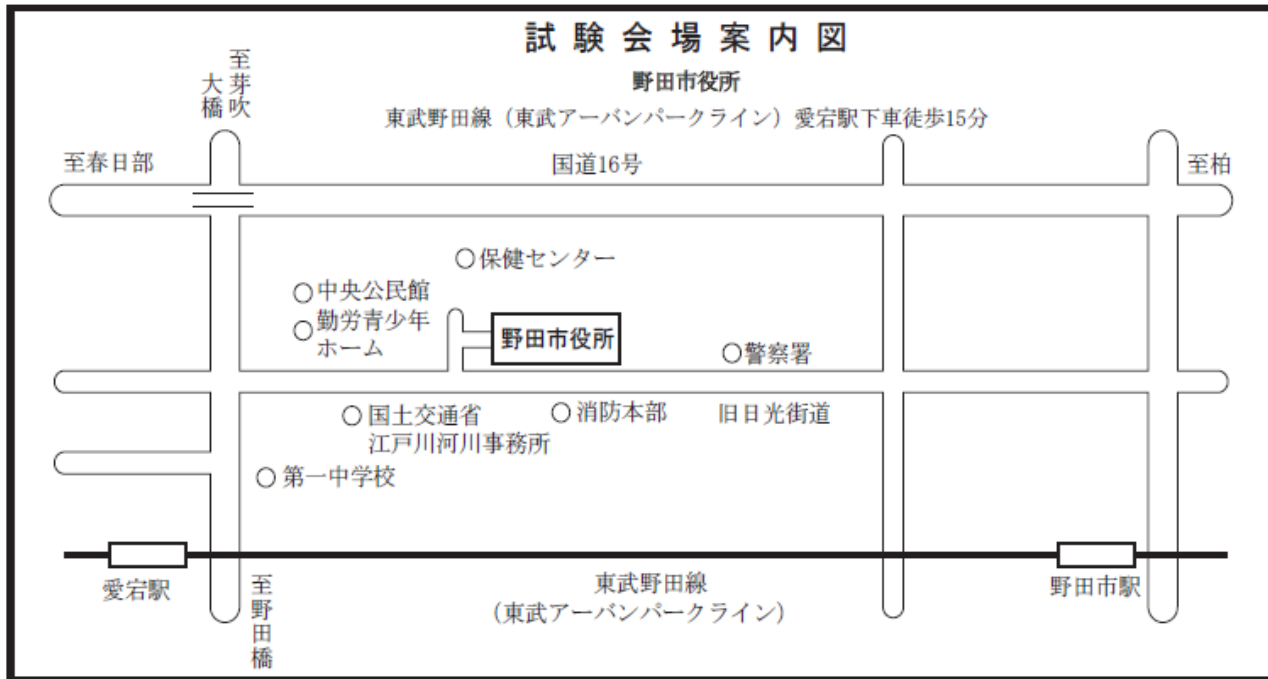 試験会場案内図
野田市役所
東武野田線（東武アーバンパークライン）愛宕駅下車徒歩15分
至芽吹
大橋
至春日部
国道16号
至柏
保健センター
中央公民館
勤労青少年
ホーム
野田市役所
警察署
国土交通省
江戸川河川事務所
消防本部
旧日光街道
第一中学校
愛宕駅
至野田橋
東武野田線
（東武アーバンパークライン）
野田市駅